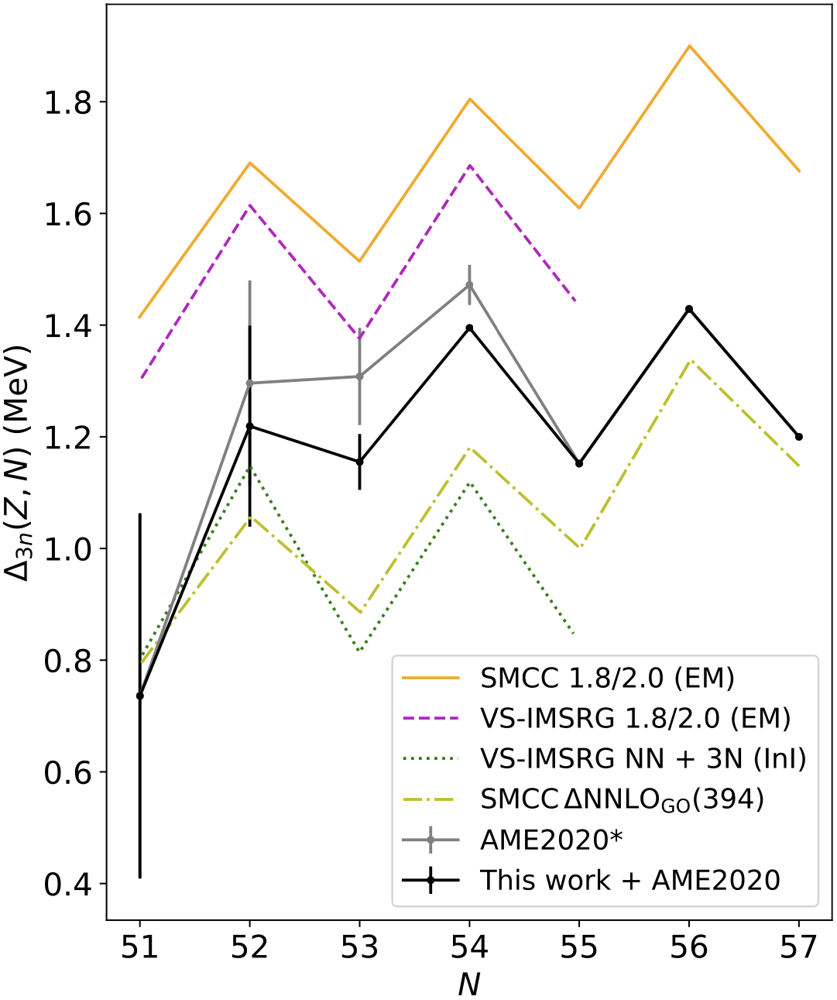 Δ3n(Z, N) (MeV)
1.8
1.6
1.4
1.2
1.0
0.8
0.6
0.4
SMCC 1.8/2.0 (EM)
VS-IMSRG 1.8/2.0 (EM)
VS-IMSRG NN + 3N (lnl)
SMCC ΔNNLOGO(394)
AME2020*
This work + AME2020
51 52 53 54 55 56 57
N